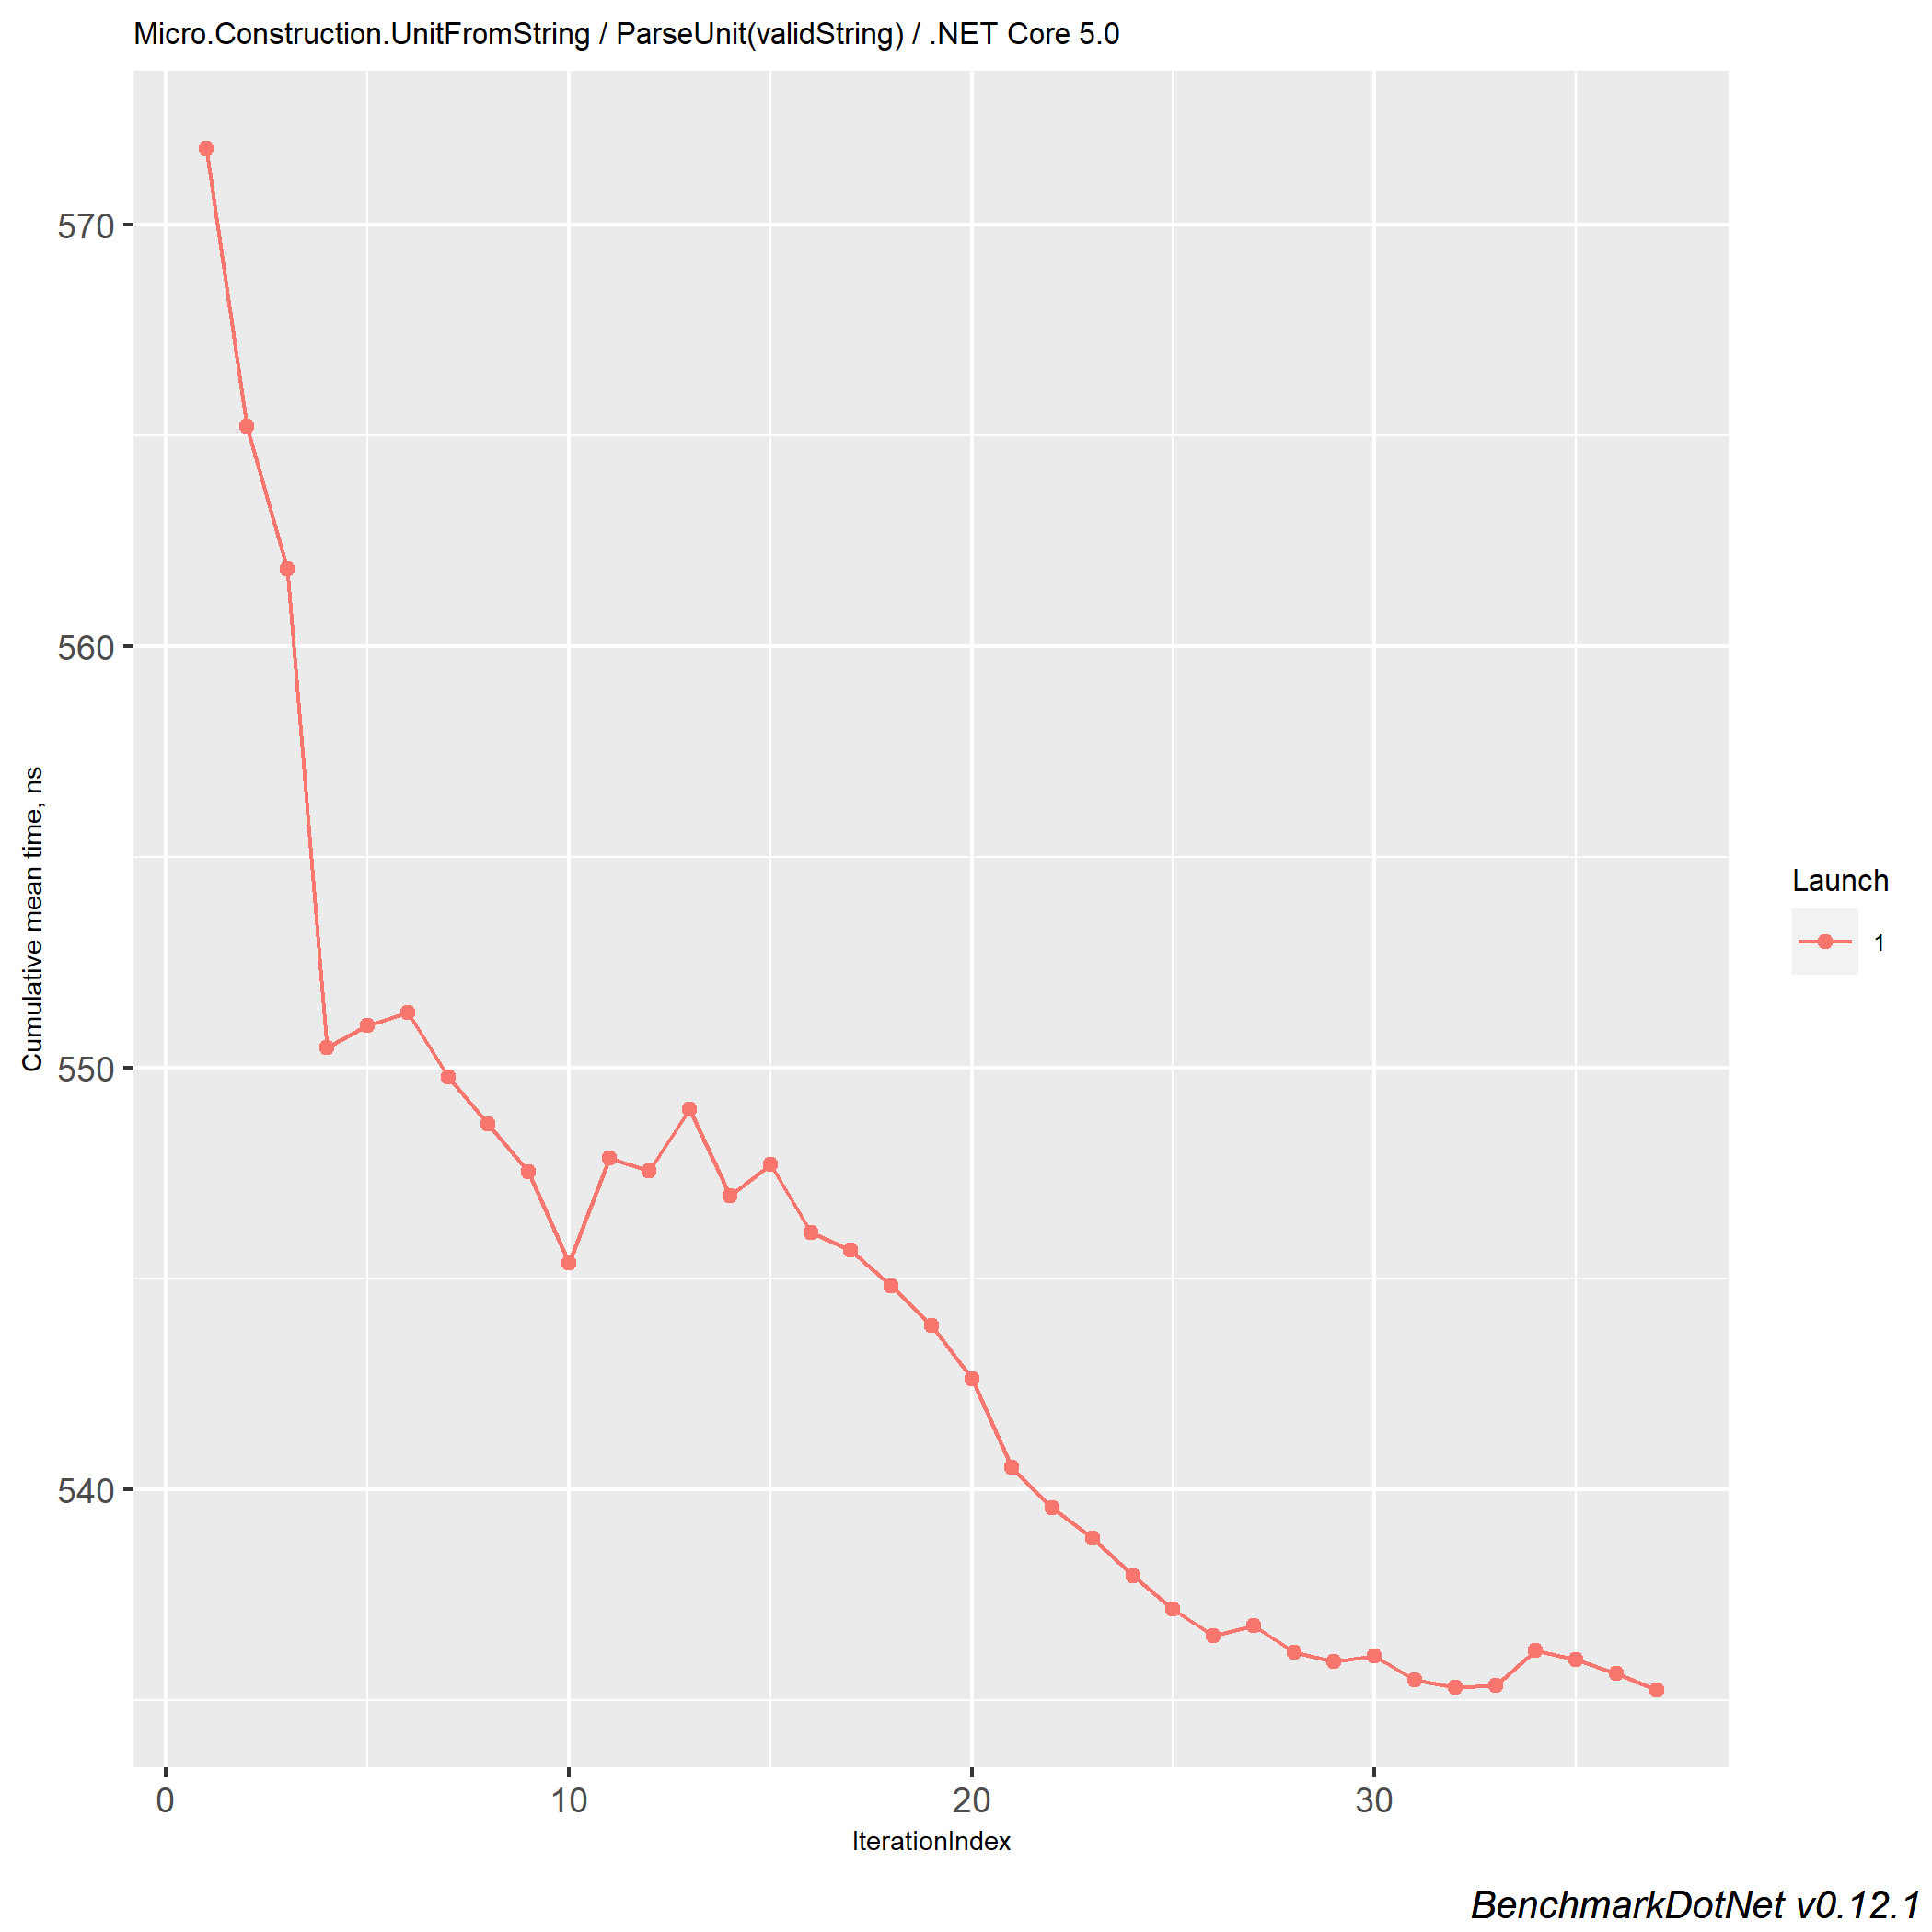 Micro.Construction.UnitFromString / ParseUnit(validString) / .NET Core 5.0
570
560
550
540
Cumulative mean time, ns
0 10 20 30
IterationIndex
Launch
1
BenchmarkDotNet v0.12.1